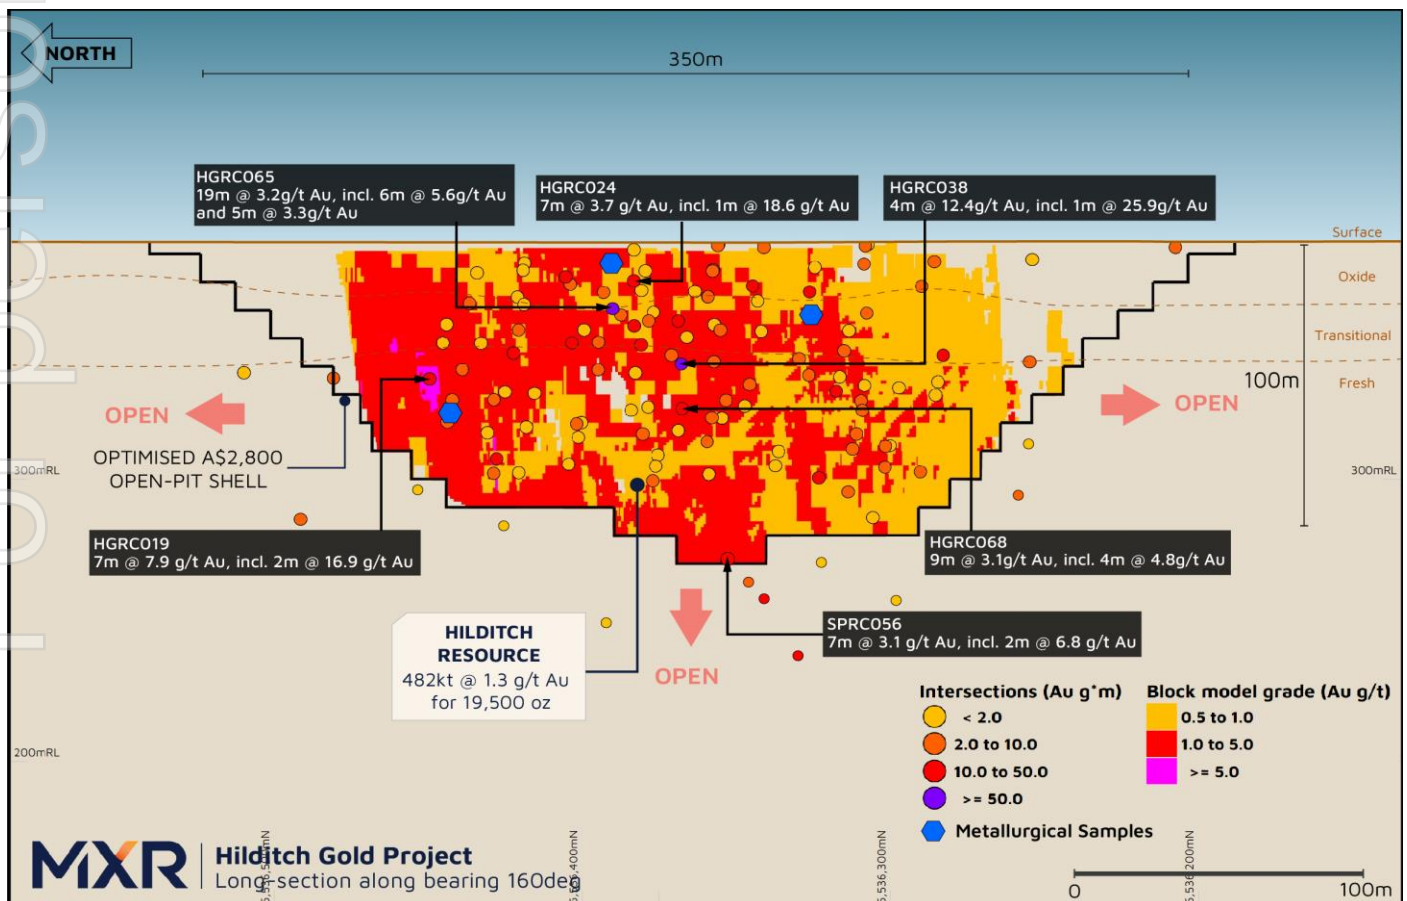 NORTH
350m
HGRC065
19m @ 3.2g/t Au, incl. 6m @ 5.6g/t Au
and 5m @ 3.3g/t Au
HGRC024
7m @ 3.7 g/t Au, incl. 1m @ 18.6 g/t Au
HGRC038
4m @ 12.4g/t Au, incl. 1m @ 25.9g/t Au
Surface
Oxide
Transitional
Fresh
100m
OPEN
OPEN
OPTIMISED A$2,800
OPEN-PIT SHELL
300mRL
300mRL
HGRC019
7m @ 7.9 g/t Au, incl. 2m @ 16.9 g/t Au
HGRC068
9m @ 3.1g/t Au, incl. 4m @ 4.8g/t Au
SPRC056
7m @ 3.1 g/t Au, incl. 2m @ 6.8 g/t Au
HILDITCH
RESOURCE
482kt @ 1.3 g/t Au
for 19,500 oz
OPEN
200mRL
Intersections (Au g*m)
< 2.0
2.0 to 10.0
10.0 to 50.0
>= 50.0
Metallurgical Samples
Block model grade (Au g/t)
0.5 to 1.0
1.0 to 5.0
>= 5.0
MXR
Hilditch Gold Project
Long-section along bearing 160deg
5,536,300mN
5,536,200mN
0
100m